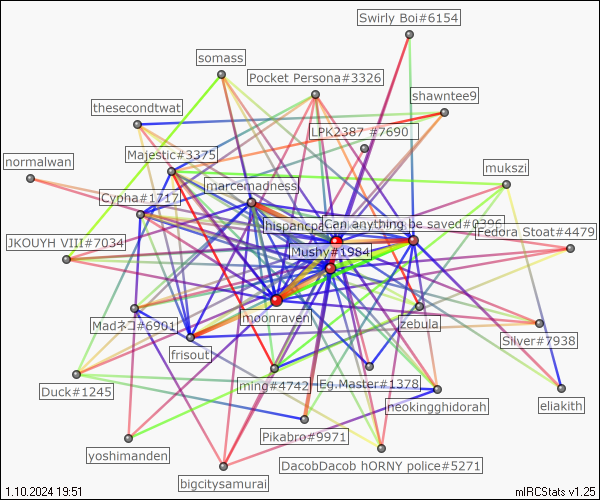 Swirly Boi#6154
somass
Pocket Persona#3326
shawntee9
thesecondtwat
LPK2387 #7690
Majestic#3375
normalwan
mukszi
marcemadness
Cypha#1717
hispancpa
Can anything be saved#0396
Fedora Stoat#4479
JKOUYH VIII#7034
Mushy#1984
moonraven
Madネコ#6901
zebula
Sliver#7938
frisout
ming#4742
Eg.Master#1378
Duck#1245
neokingghidorah
eliakith
Pikabro#9971
yoshimanden
DacobDacob hORNY police#5271
bigcitysamurai
1.10.2024 19:51
mIRCStats v1.25